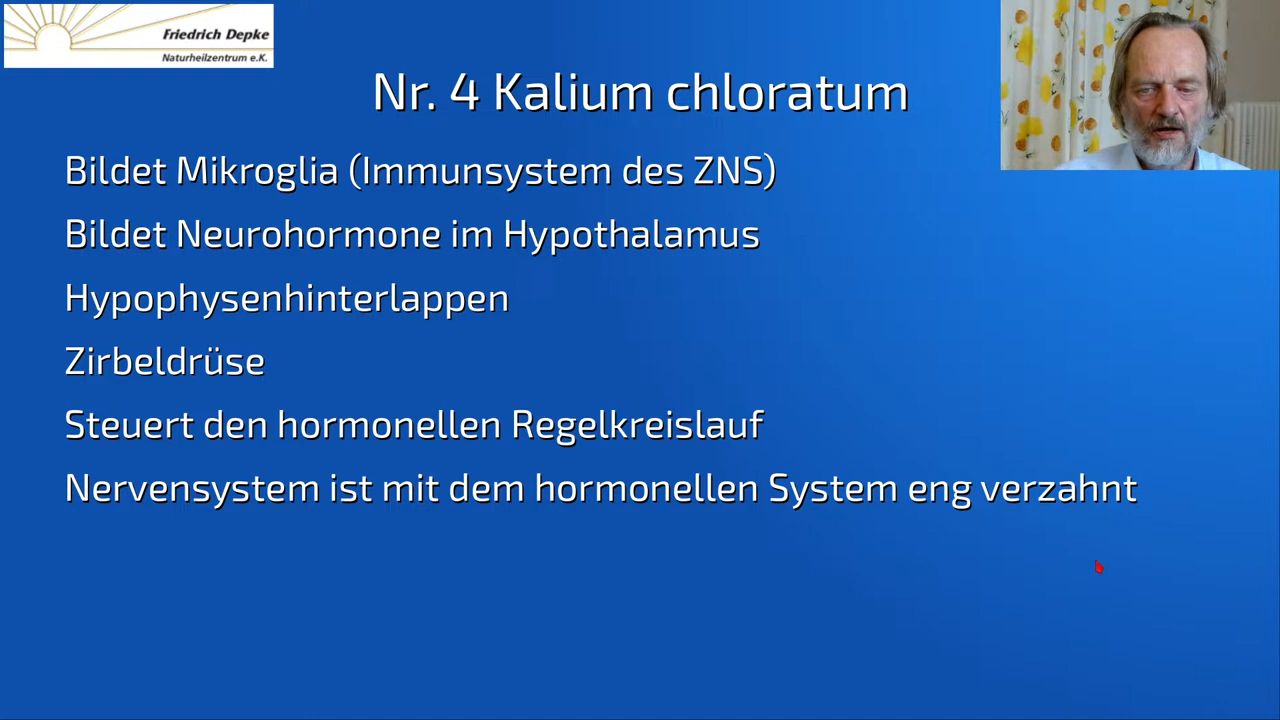 Friedrich Depke
Naturheilzentrum e.K.
Nr. 4 Kalium chloratum
Bildet Mikroglia (Immunsystem des ZNS)
Bildet Neurohormone im Hypothalamus
Hypophysenhinterlappen
Zirbeldrüse
Steuert den hormonellen Regelkreislauf
Nervensystem ist mit dem hormonellen System eng verzahnt